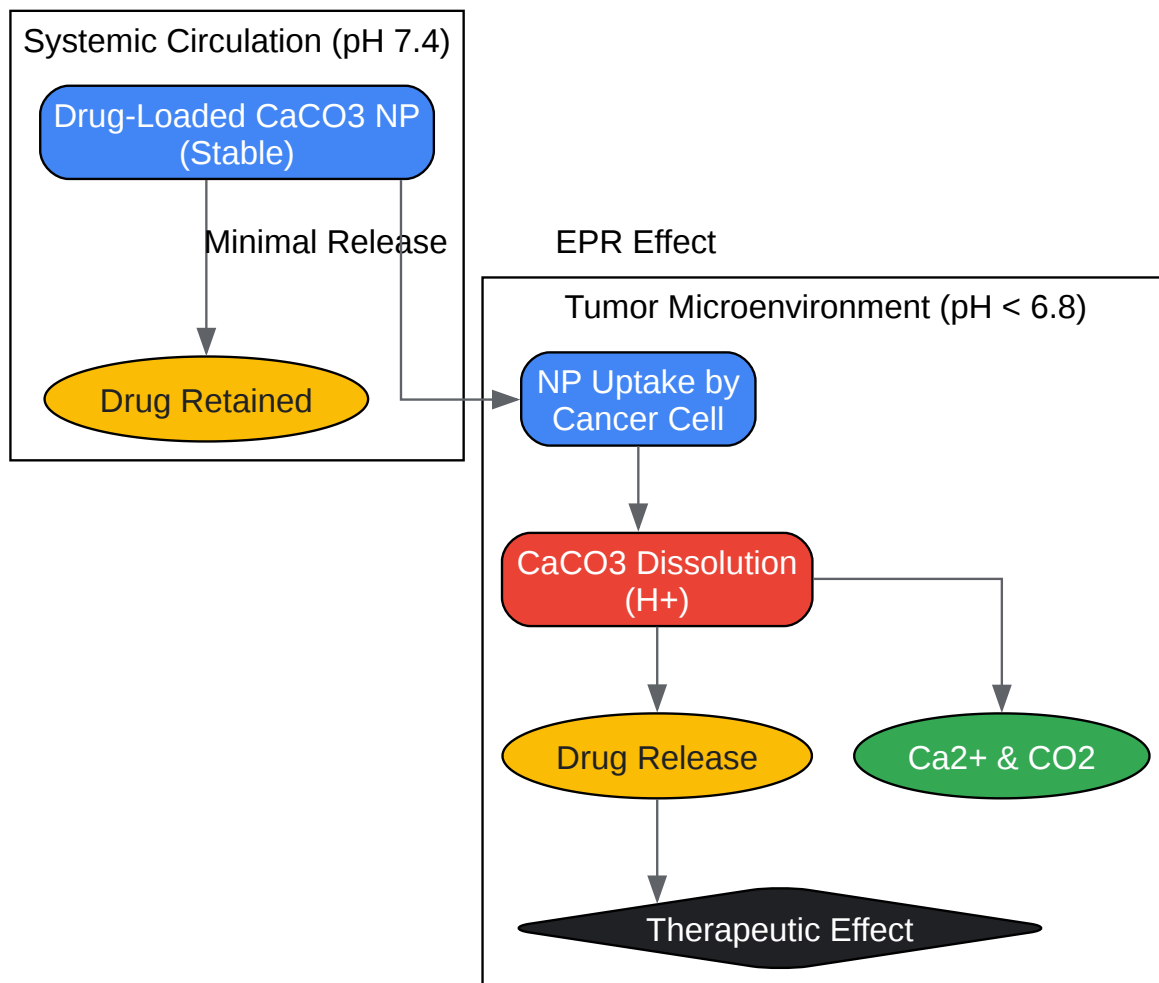 Systemic Circulation (pH 7.4)
Drug-Loaded CaCO3 NP
(Stable)
Minimal Release
EPR Effect
Drug Retained
Tumor Microenvironment (pH < 6.8)
NP Uptake by
Cancer Cell
CaCO3 Dissolution
(H+)
Drug Release
Ca2+ & CO2
Therapeutic Effect